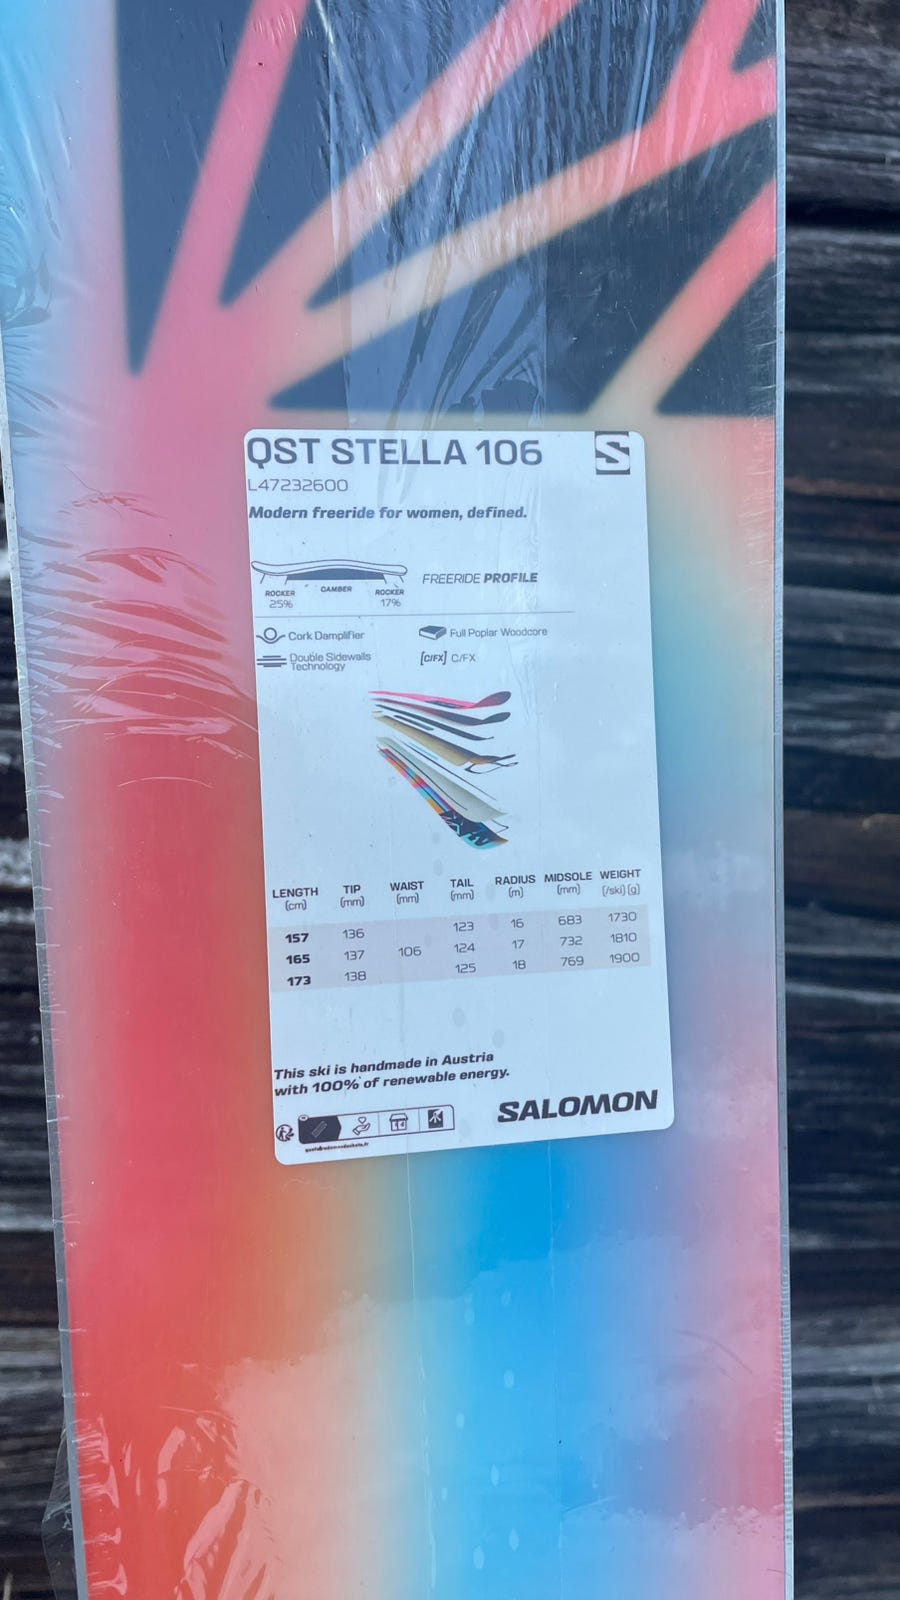 QST STELLA 106
L47232600
Modern freeride for women, defined.
ROCKER CAMBER ROCKER
25% 17%
FREERIDE PROFILE
Cork Damplifier
Full Poplar Woodcore
Double Sidewalls
Technology
[C/FX] C/FX
LENGTH TIP WAIST TAIL RADIUS MIDSOLE WEIGHT
(cm) (mm) (mm) (mm) (m) (mm) (/ski) (g)
157 136 123 16 683 1730
165 137 106 124 17 732 1810
173 138 125 18 769 1900
This ski is handmade in Austria
with 100% of renewable energy.
SALOMON